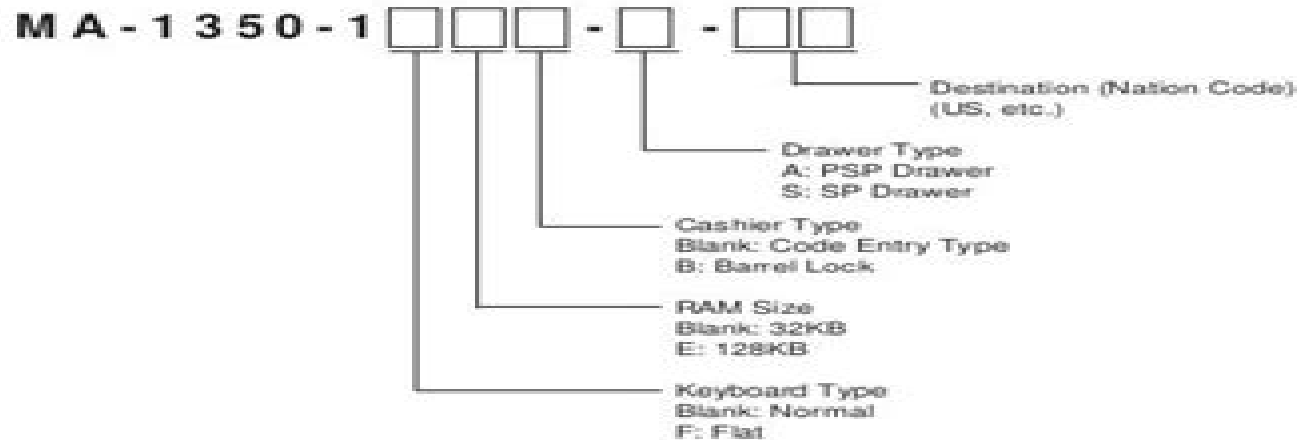 MA-1350-1□□□-□-□□
Destination (Nation Code)
(US, etc.)
Drawer Type
A: PSP Drawer
S: SP Drawer
Cashier Type
Blank: Code Entry Type
B: Barrel Lock
RAM Size
Blank: 32KB
E: 128KB
Keyboard Type
Blank: Normal
F: Flat